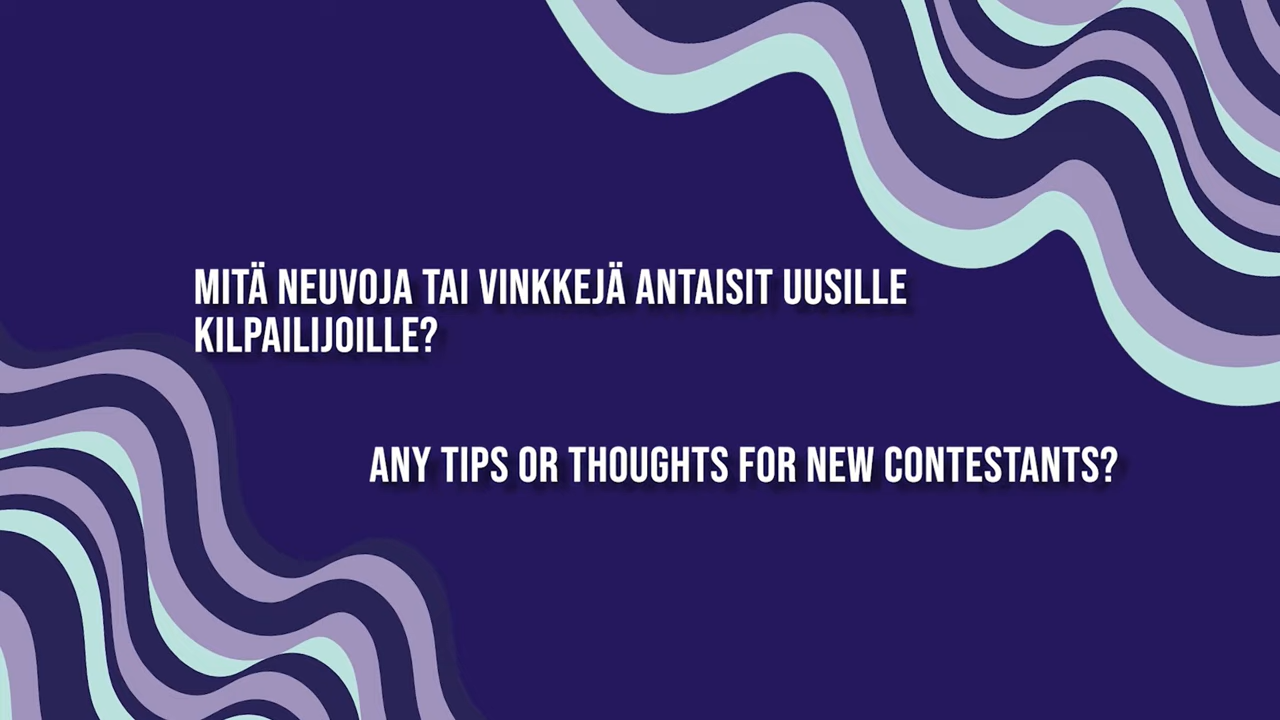 MITÄ NEUVOJA TAI VINKKEJÄ ANTAISIT UUSILLE
KILPAILIJOILLE?
ANY TIPS OR THOUGHTS FOR NEW CONTESTANTS?